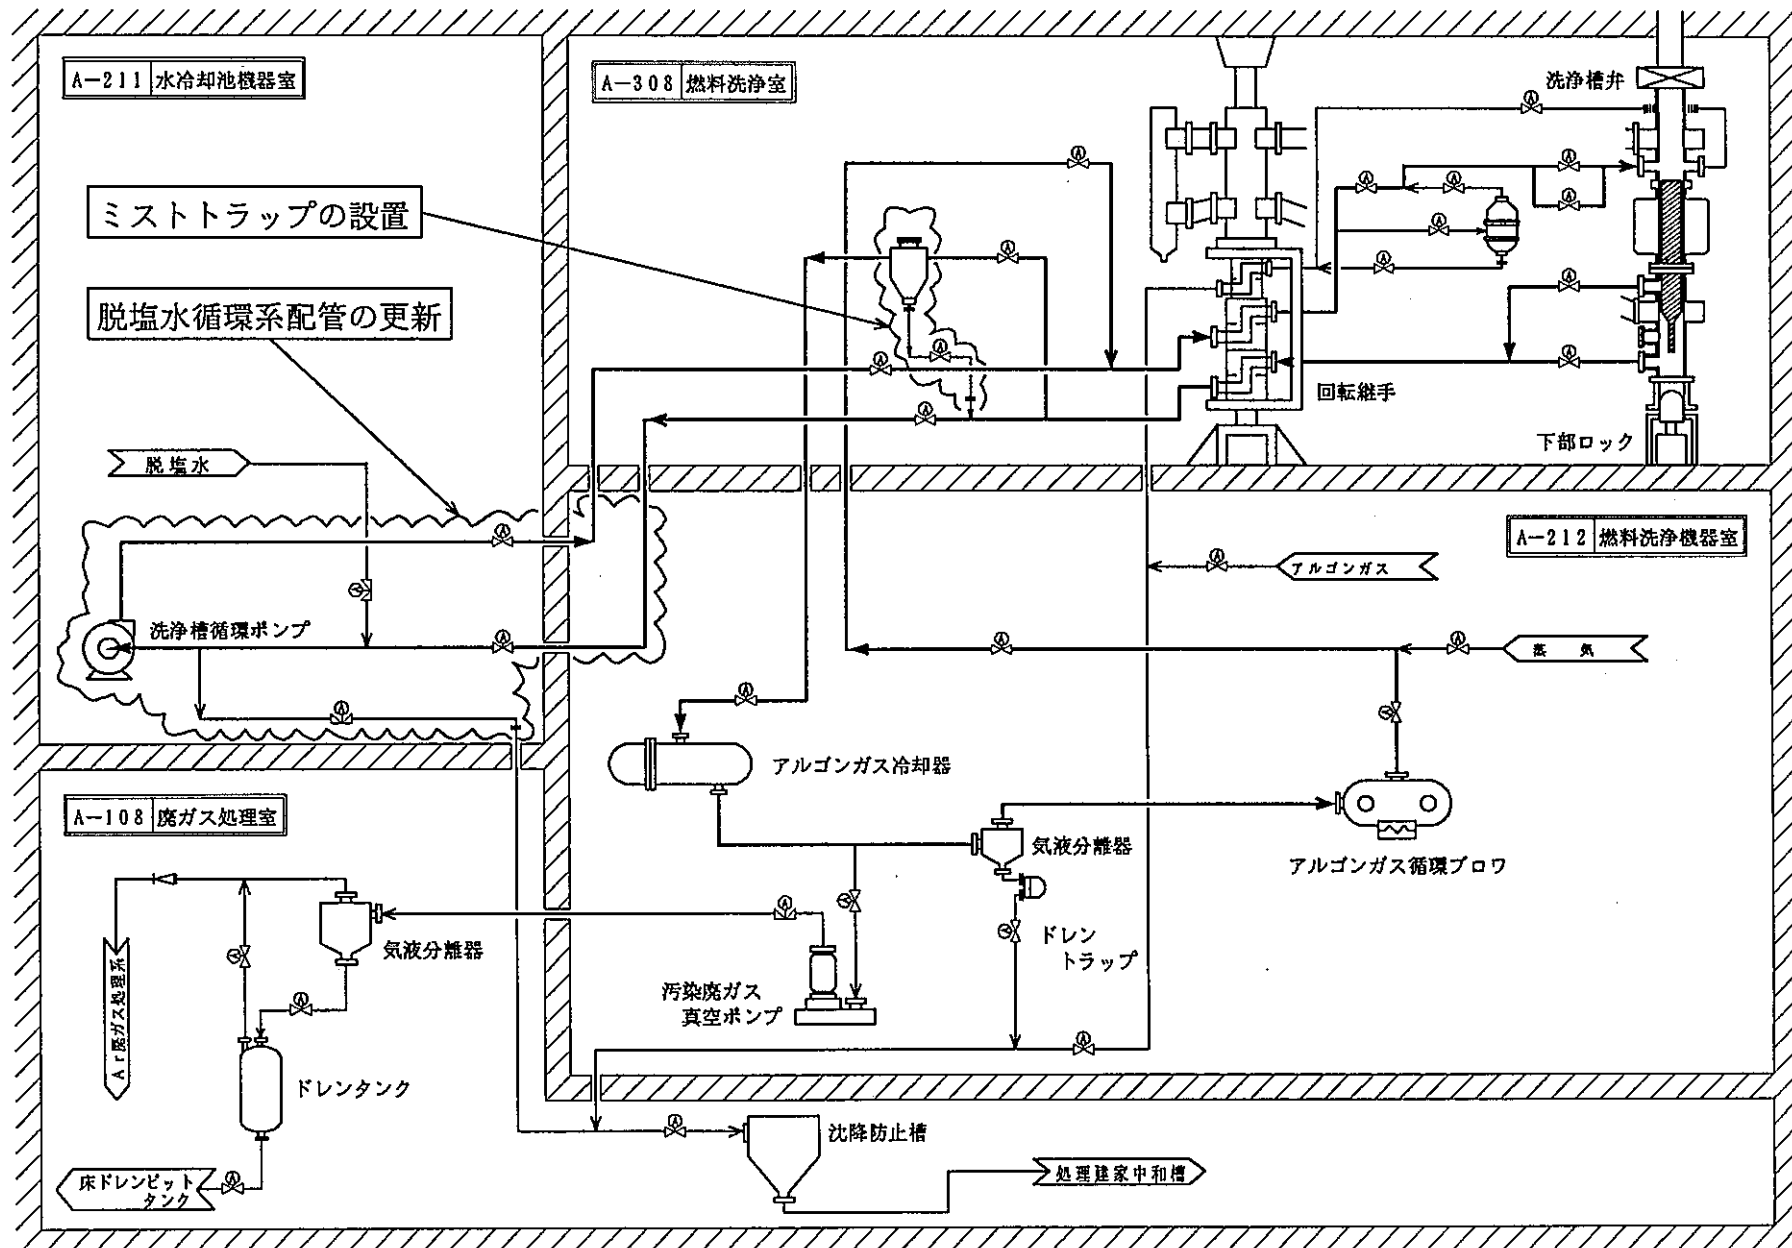 A-211 水冷却池機器室
A-308 燃料洗浄室
洗浄槽弁
ミストトラップの設置
脱塩水循環系配管の更新
回転継手
下部ロック
脱塩水
A-212 燃料洗浄機器室
アルゴンガス
洗浄槽循環ポンプ
蒸気
アルゴンガス冷却器
A-108 廃ガス処理室
気液分離器
アルゴンガス循環ブロワ
気液分離器
ドレン
トラップ
Ar廃ガス処理系
汚染廃ガス
真空ポンプ
ドレンタンク
沈降防止槽
床ドレンピット
タンク
処理建家中和槽